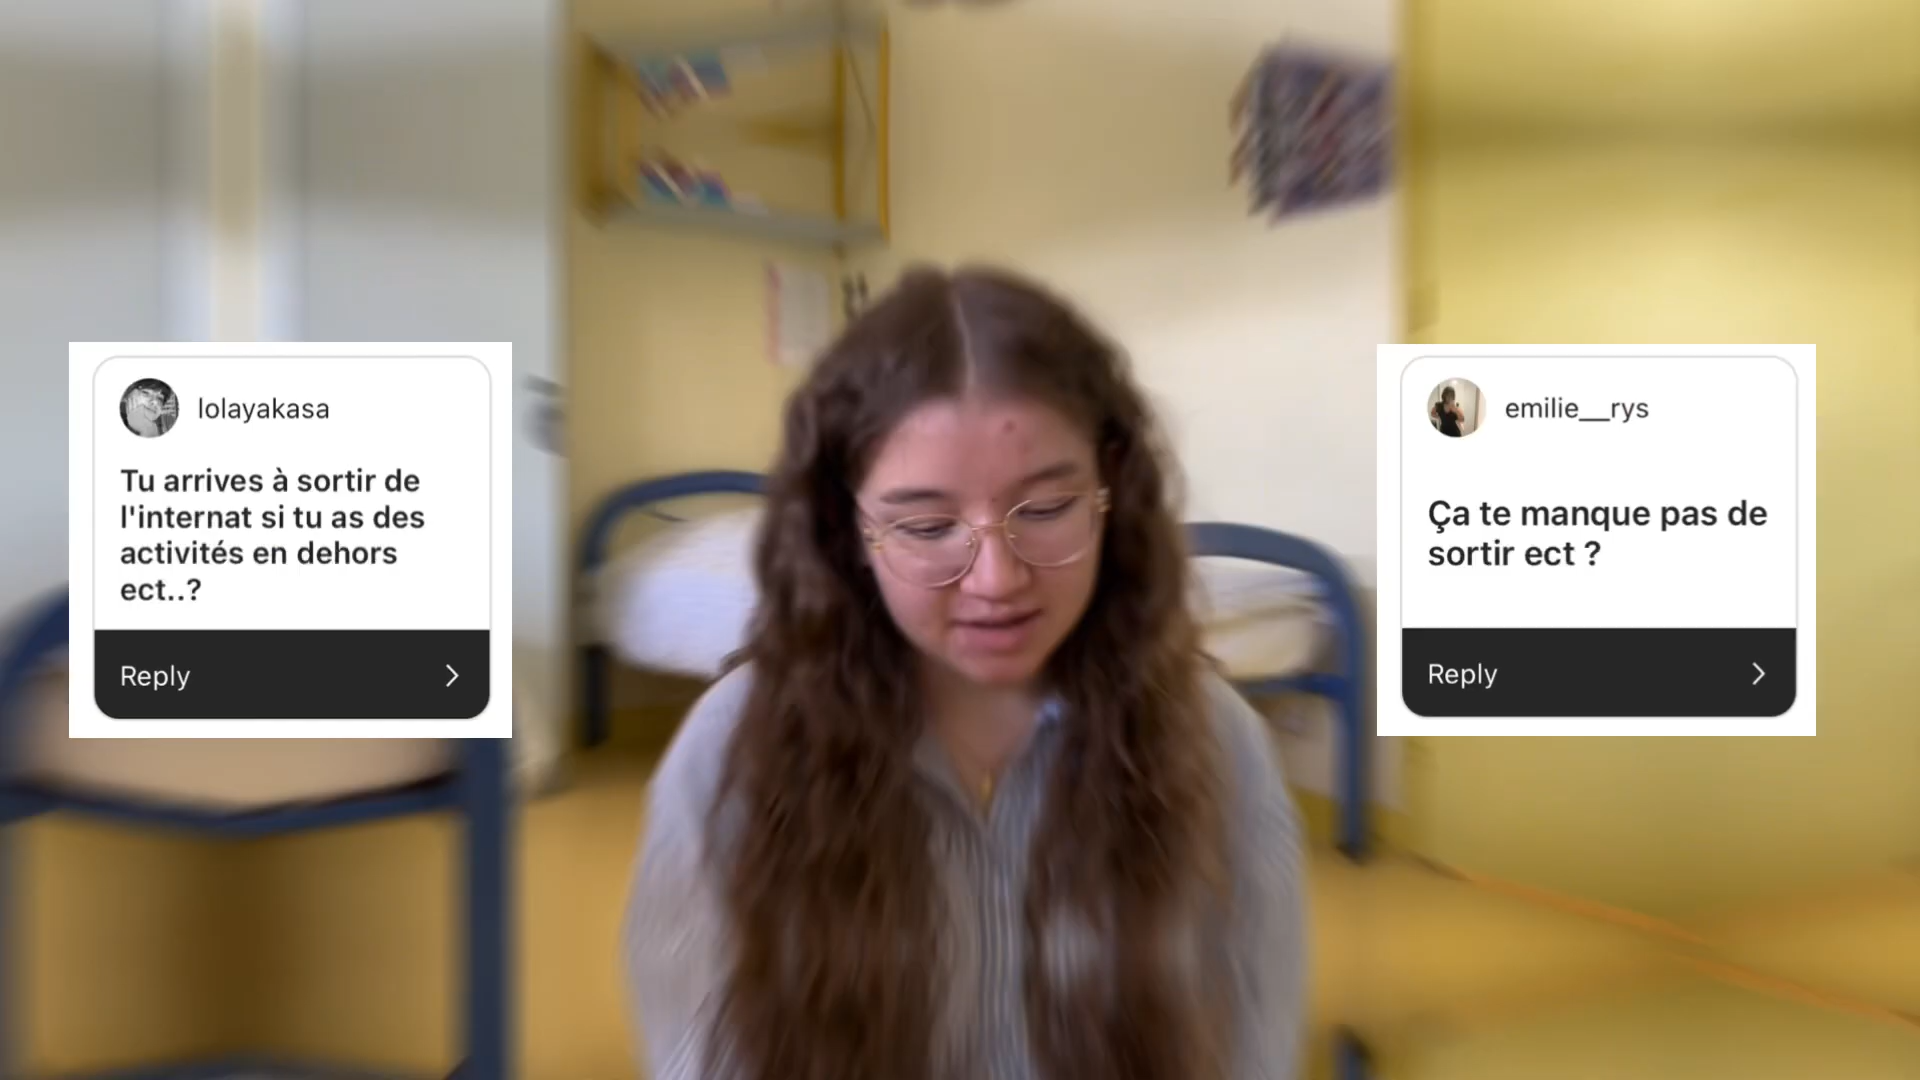 lolayakasa
Tu arrives à sortir de
l'internat si tu as des
activités en dehors
ect..?
Reply
emilie__rys
Ça te manque pas de
sortir ect ?
Reply